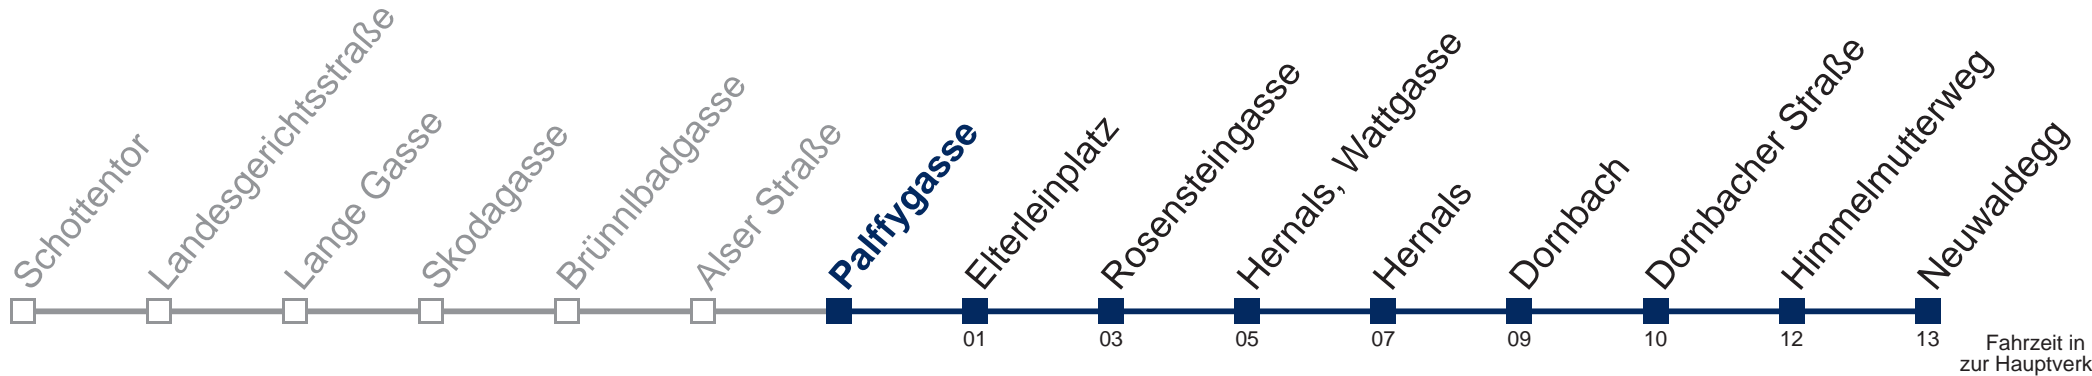 Schottentor
Landesgerichtsstraße
Lange Gasse
Skodagasse
Brünnlbadgasse
Alser Straße
Palffygasse
Elterleinplatz
Rosensteingasse
Hernals, Wattgasse
Hernals
Dornbach
Dornbacher Straße
Himmelmutterweg
Neuwaldegg
01 03 05 07 09 10 12 13
Fahrzeit in
zur Hauptverk